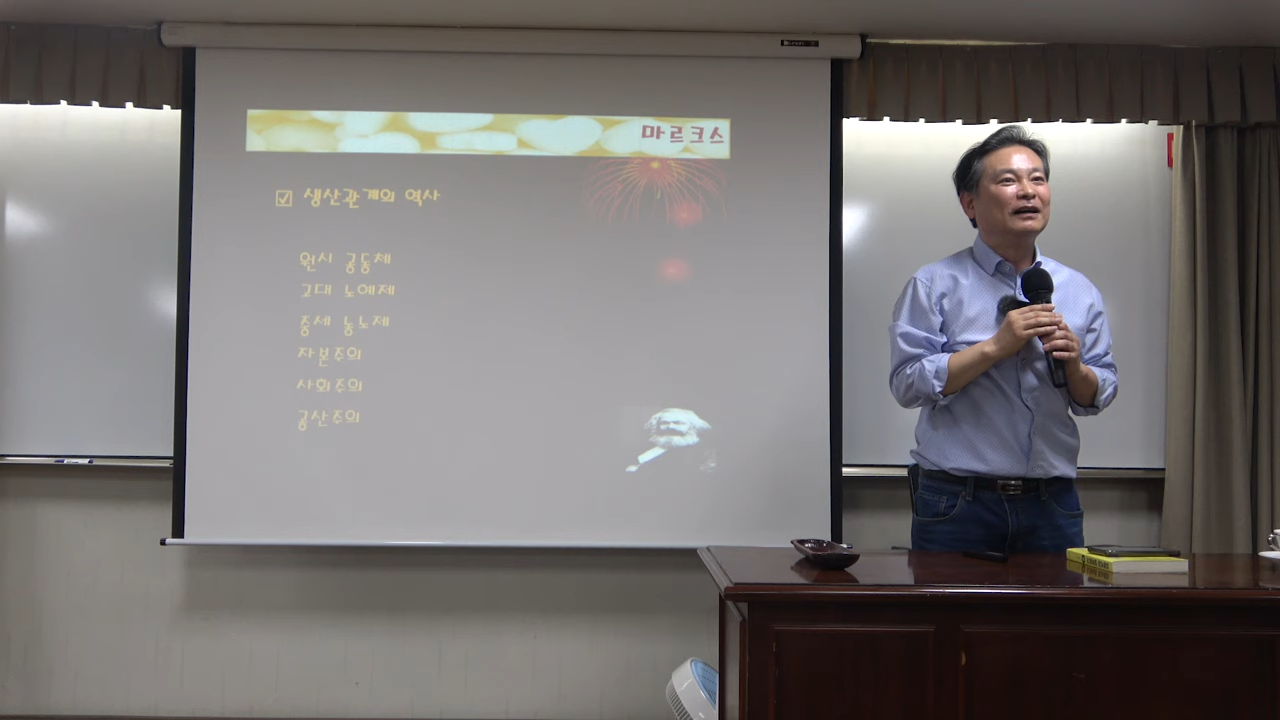 마르크스
☑ 생산관계의 역사
원시 공동체
고대 노예제
중세 농노제
자본주의
사회주의
공산주의